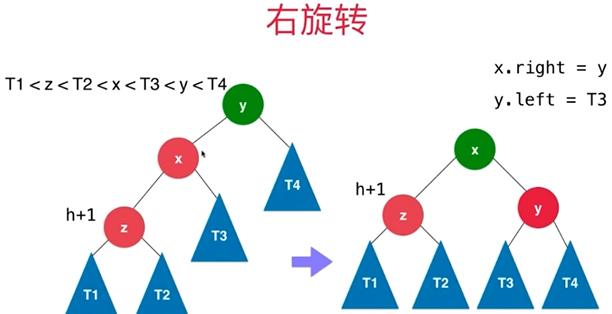 右旋转
x.right = y
T1 < z < T2 < x < T3 < y < T4
y.left = T3
y
x
x
T4
h+1
h+1
z
y
z
T3
T1
T2
T3
T4
T1
T2